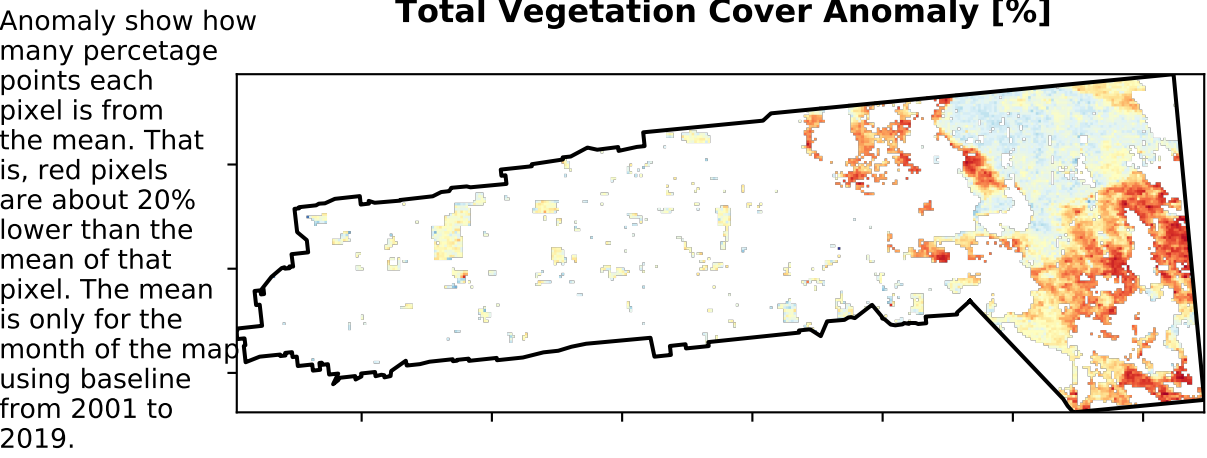 Total Vegetation Cover Anomaly [%]
Anomaly show how
many percetage
points each
pixel is from
the mean. That
is, red pixels
are about 20%
lower than the
mean of that
pixel. The mean
is only for the
month of the map
using baseline
from 2001 to
2019.